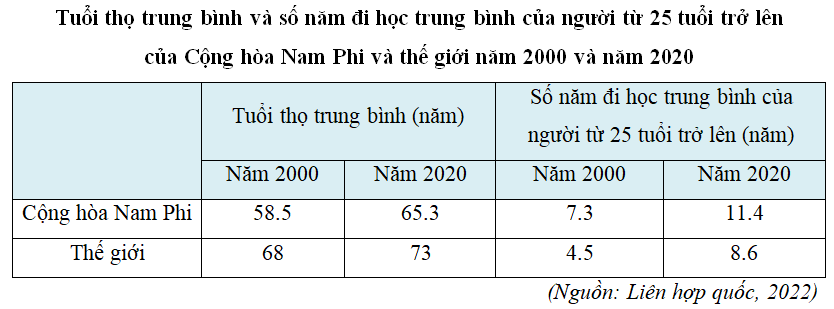 Tuổi thọ trung bình và số năm đi học trung bình của người từ 25 tuổi trở lên
của Cộng hòa Nam Phi và thế giới năm 2000 và năm 2020
Tuổi thọ trung bình (năm)
Số năm đi học trung bình của
người từ 25 tuổi trở lên (năm)
Năm 2000 Năm 2020 Năm 2000 Năm 2020
Cộng hòa Nam Phi 58.5 65.3 7.3 11.4
Thế giới 68 73 4.5 8.6
(Nguồn: Liên hợp quốc, 2022)